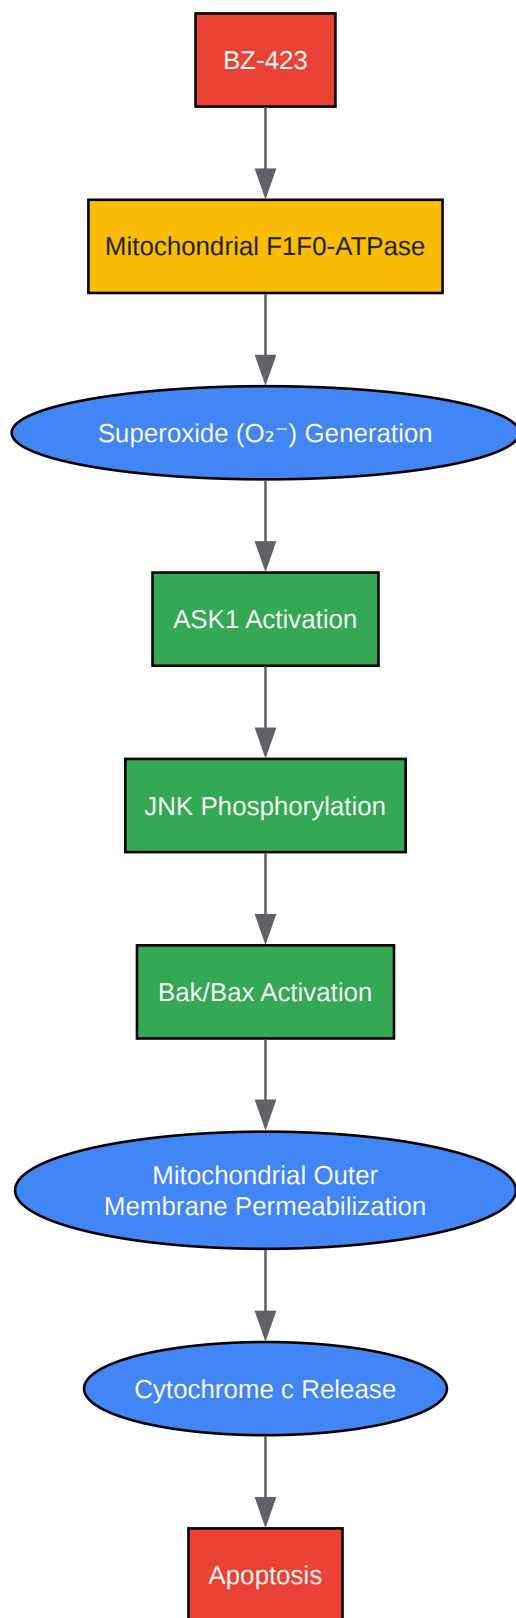 BZ-423
Mitochondrial F1F0-ATPase
Superoxide (O₂⁻) Generation
ASK1 Activation
JNK Phosphorylation
Bak/Bax Activation
Mitochondrial Outer
Membrane Permeabilization
Cytochrome c Release
Apoptosis